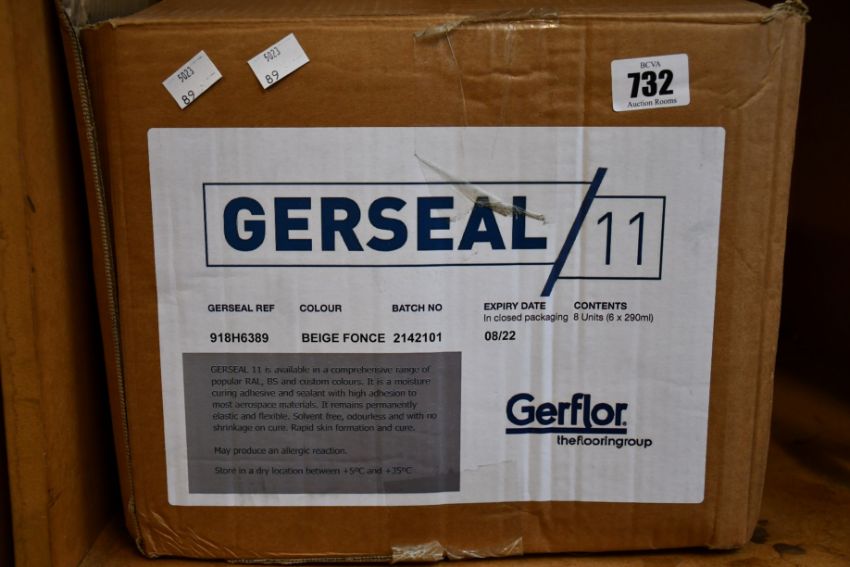 5023
89
5023
89
BCVA
732
Auction Rooms
GERSEAL/11
GERSEAL REF COLOUR BATCH NO EXPIRY DATE CONTENTS
In closed packaging 8 Units (6 x 290ml)
918H6389 BEIGE FONCE 2142101 08/22
GERSEAL 11 is available in a comprehensive range of
popular RAL, BS and custom colours. It is a moisture
curing adhesive and sealant with high adhesion to
most aerospace materials. It remains permanently
elastic and flexible. Solvent free, odourless and with no
shrinkage on cure. Rapid skin formation and cure.
May produce an allergic reaction.
Store in a dry location between +5ºC and +35ºC
Gerflor.
theflooringroup